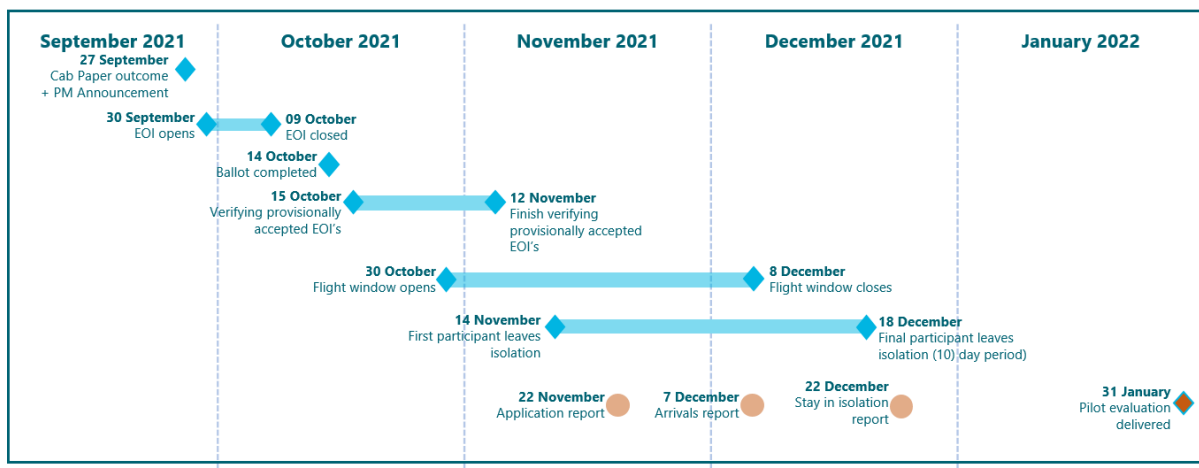 September 2021
October 2021
November 2021
December 2021
January 2022
27 September
Cab Paper outcome
+ PM Announcement
30 September
EOI opens
09 October
EOI closed
14 October
Ballot completed
15 October
Verifying provisionally
accepted EOI's
12 November
Finish verifying
provisionally accepted
EOI's
30 October
Flight window opens
8 December
Flight window closes
14 November
First participant leaves
isolation
18 December
Final participant leaves
isolation (10) day period)
22 November
Application report
7 December
Arrivals report
22 December
Stay in isolation
report
31 January
Pilot evaluation
delivered